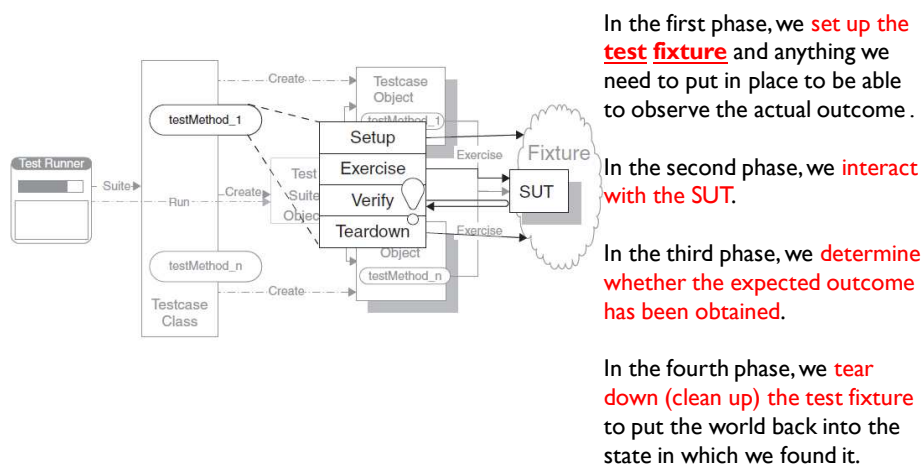 In the first phase, we set up the
test fixture and anything we
need to put in place to be able
to observe the actual outcome .
In the second phase, we interact
with the SUT.
In the third phase, we determine
whether the expected outcome
has been obtained.
In the fourth phase, we tear
down (clean up) the test fixture
to put the world back into the
state in which we found it.
Test Runner
Suite
Run
Create
Create
Create
testMethod_1
testMethod_n
Testcase
Class
Testcase
Object
testMethod_1
Test
Suite
Object
Setup
Exercise
Verify
Teardown
Object
testMethod_n
Exercise
Exercise
Fixture
SUT